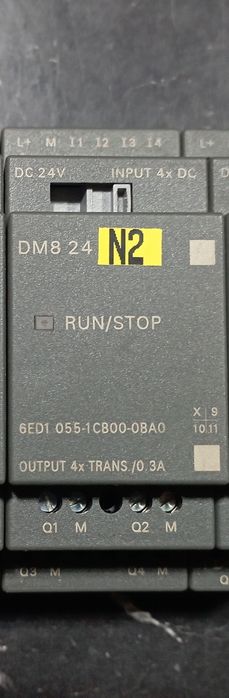 L+ M I1 I2 I3 I4 L+
DC 24V INPUT 4x DC
DM8 24 N2
RUN/STOP
X 9
6ED1 055-1CB00-0BA0 10 11
OUTPUT 4x TRANS./0.3A
Q1 M Q2 M
Q3 M Q4 M